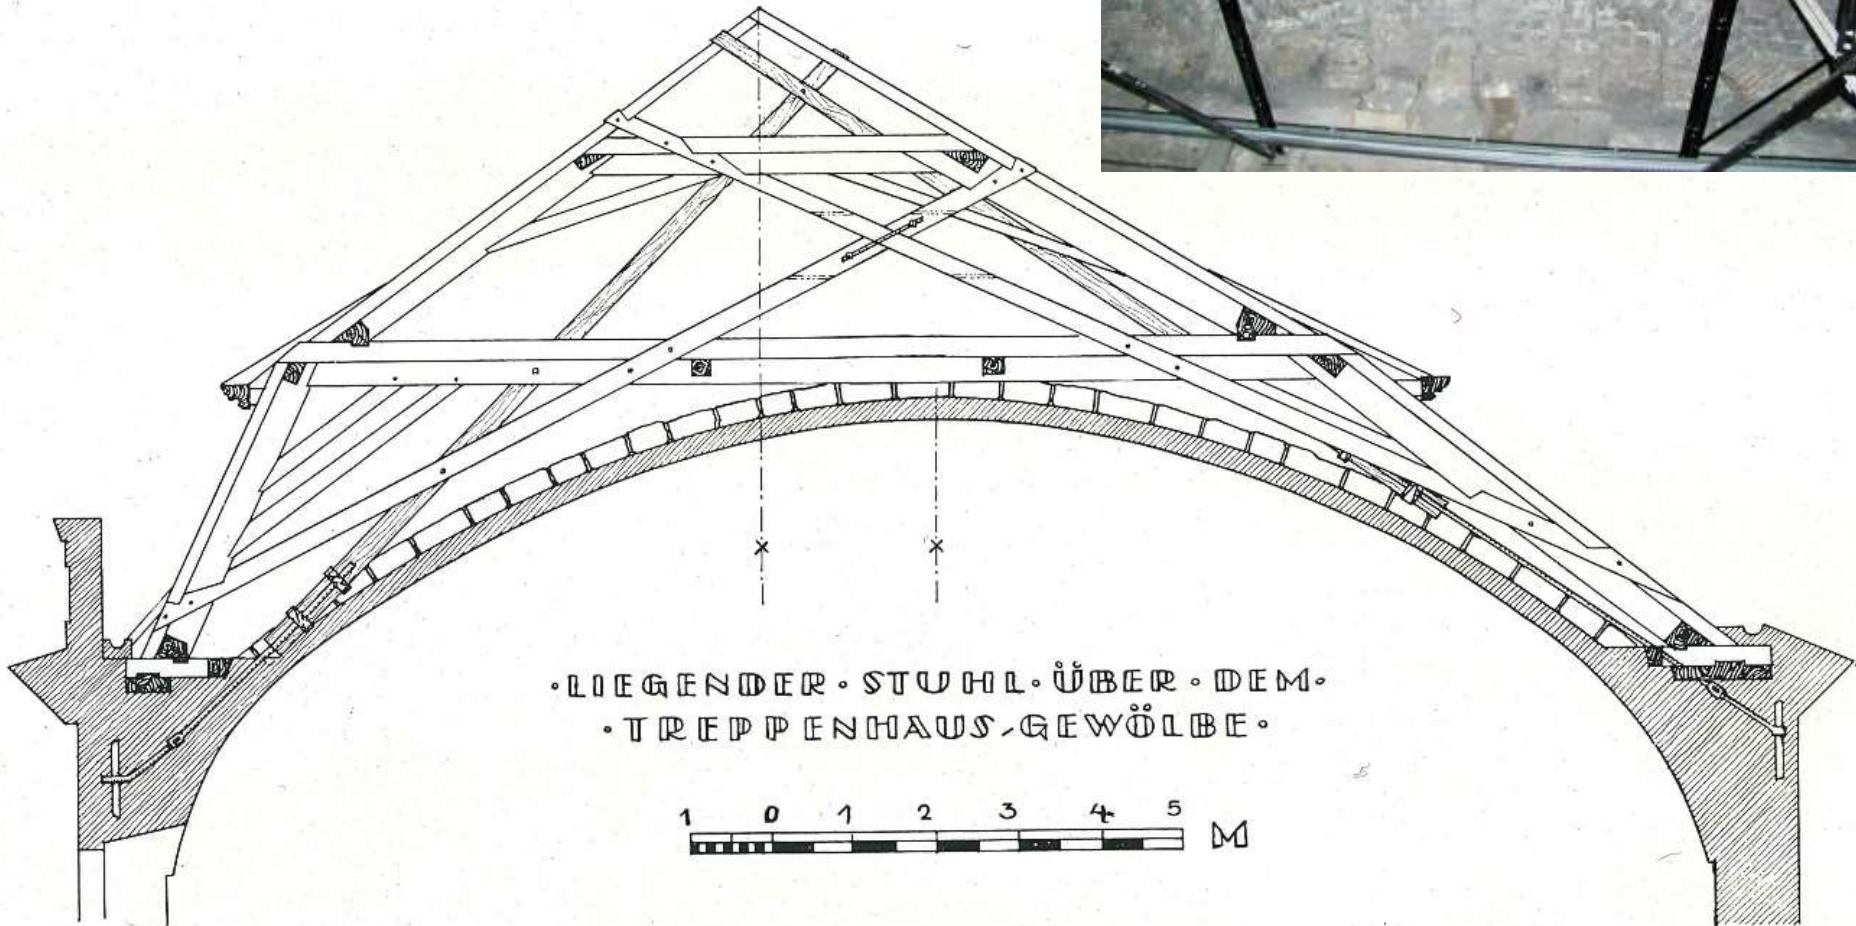 ·LIEGENDER·STUHL·ÜBER·DEM·
·TREPPENHAUS-GEWÖLBE·
1 0 1 2 3 4 5 M